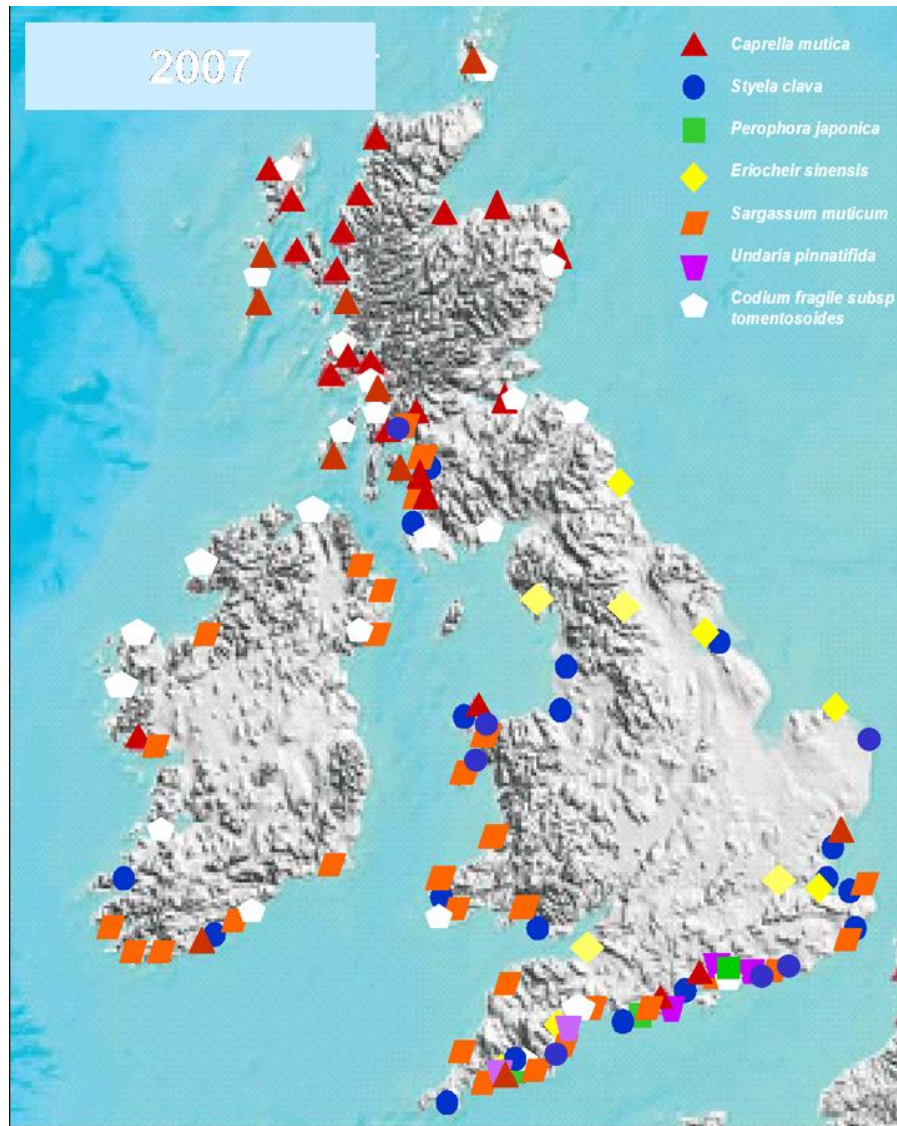 2007
Caprella mutica
Styela clava
Perophora japonica
Eriocheir sinensis
Sargassum muticum
Undaria pinnatifida
Codium fragile subsp
tomentosoides